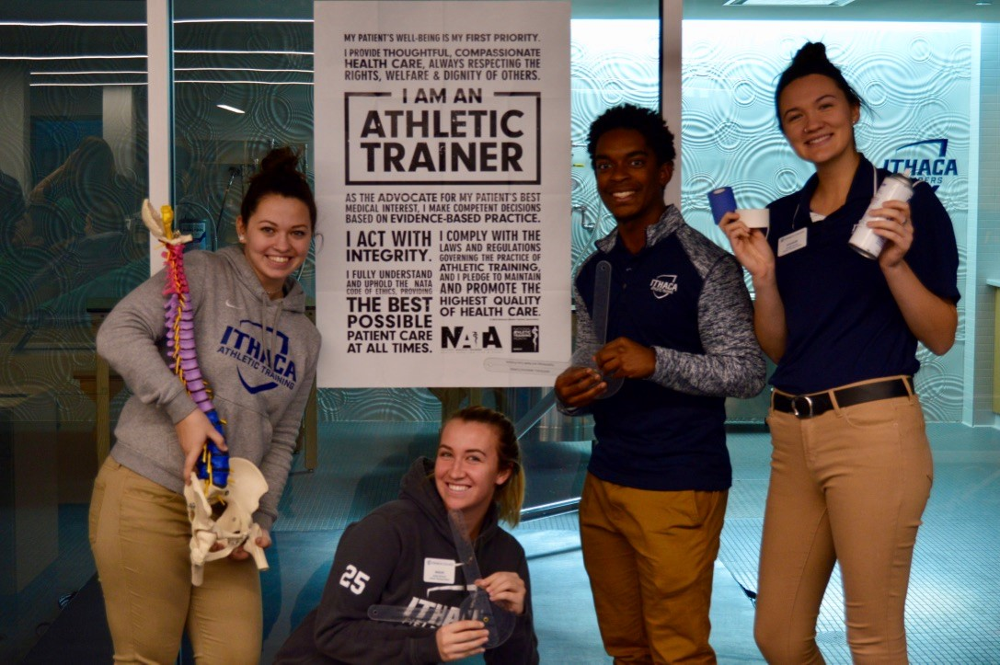 MY PATIENT'S WELL-BEING IS MY FIRST PRIORITY.
I PROVIDE THOUGHTFUL, COMPASSIONATE
HEALTH CARE, ALWAYS RESPECTING THE
RIGHTS, WELFARE & DIGNITY OF OTHERS.
I AM AN
ATHLETIC
TRAINER
AS THE ADVOCATE FOR MY PATIENT'S BEST
MEDICAL INTEREST, I MAKE COMPETENT DECISIONS
BASED ON EVIDENCE-BASED PRACTICE.
I ACT WITH
INTEGRITY.
I FULLY UNDERSTAND
AND UPHOLD THE NATA
CODE OF ETHICS, PROVIDING
THE BEST
POSSIBLE
PATIENT CARE
AT ALL TIMES.
I COMPLY WITH THE
LAWS AND REGULATIONS
GOVERNING THE PRACTICE OF
ATHLETIC TRAINING,
AND I PLEDGE TO MAINTAIN
AND PROMOTE THE
HIGHEST QUALITY
OF HEALTH CARE.
NATA
ITHACA
ATHLETIC TRAINING
ITHACA
25
ITHACA
ITHACA